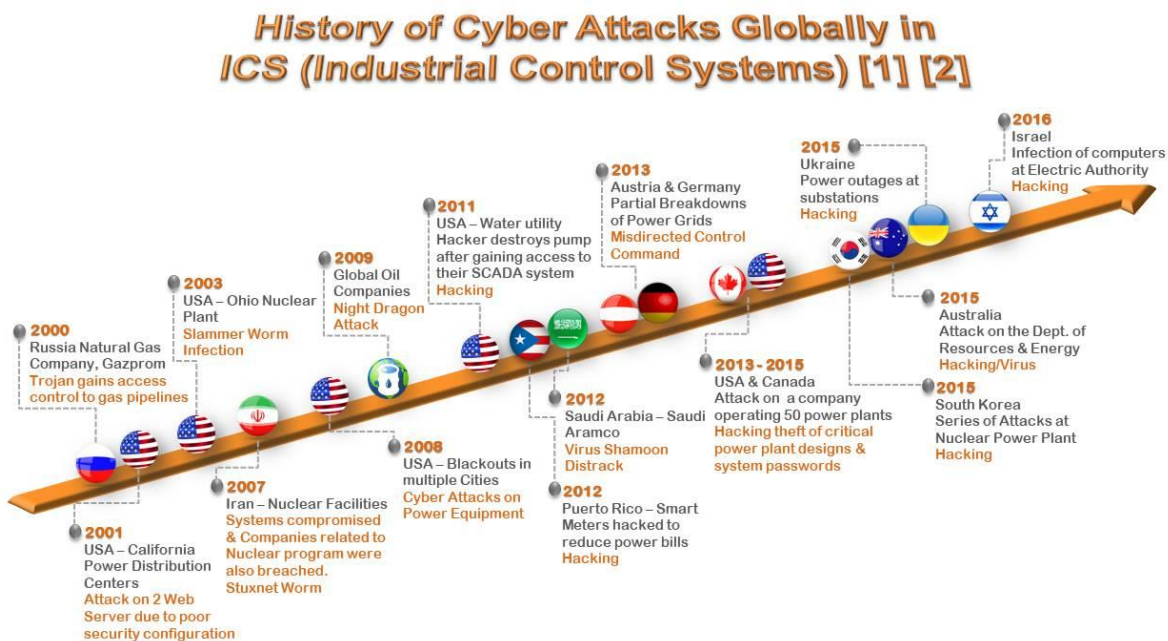 History of Cyber Attacks Globally in
ICS (Industrial Control Systems) [1] [2]
2000
Russia Natural Gas
Company, Gazprom
Trojan gains access
control to gas pipelines
2001
USA – California
Power Distribution
Centers
Attack on 2 Web
Server due to poor
security configuration
2003
USA – Ohio Nuclear
Plant
Slammer Worm
Infection
2007
Iran – Nuclear Facilities
Systems compromised
& Companies related to
Nuclear program were
also breached.
Stuxnet Worm
2008
USA – Blackouts in
multiple Cities
Cyber Attacks on
Power Equipment
2009
Global Oil
Companies
Night Dragon
Attack
2011
USA – Water utility
Hacker destroys pump
after gaining access to
their SCADA system
Hacking
2012
Puerto Rico – Smart
Meters hacked to
reduce power bills
Hacking
2012
Saudi Arabia – Saudi
Aramco
Virus Shamoon
Distrack
2013
Austria & Germany
Partial Breakdowns
of Power Grids
Misdirected Control
Command
2013 - 2015
USA & Canada
Attack on a company
operating 50 power plants
Hacking theft of critical
power plant designs &
system passwords
2015
South Korea
Series of Attacks at
Nuclear Power Plant
Hacking
2015
Australia
Attack on the Dept. of
Resources & Energy
Hacking/Virus
2015
Ukraine
Power outages at
substations
Hacking
2016
Israel
Infection of computers
at Electric Authority
Hacking